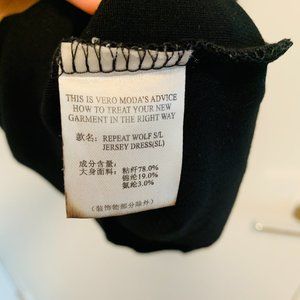 THIS IS VERO MODA'S ADVICE
HOW TO TREAT YOUR NEW
GARMENT IN THE RIGHT WAY
款名: REPEAT WOLF S/L
JERSEY DRESS(SL)
成分含量:
大身面料: 粘纤78.0%
锦纶19.0%
氨纶3.0%
(装饰物部分除外)